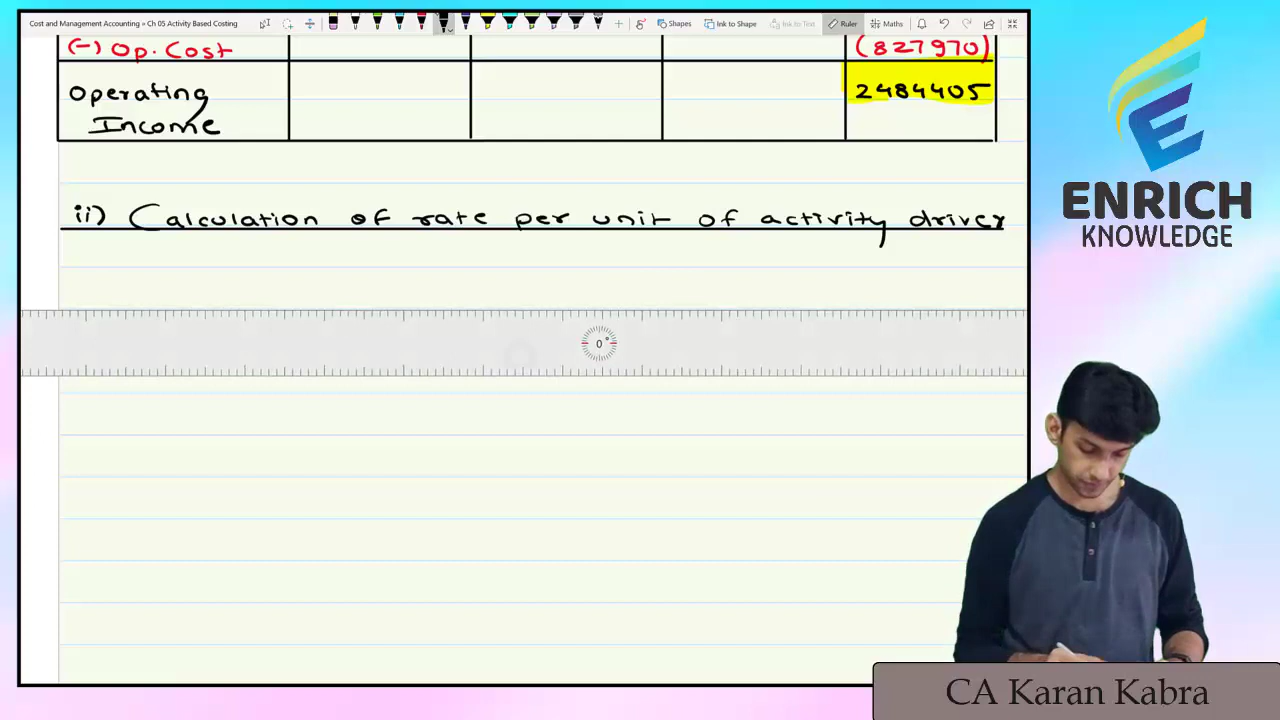 Cost and Management Accounting » Ch 05 Activity Based Costing
Shapes
Ink to Shape
Ink to Text
Ruler
Maths
(-) Op. Cost (827970)
Operating 2484405
Income
ii) Calculation of rate per unit of activity driver
0°
ENRICH
KNOWLEDGE
CA Karan Kabra